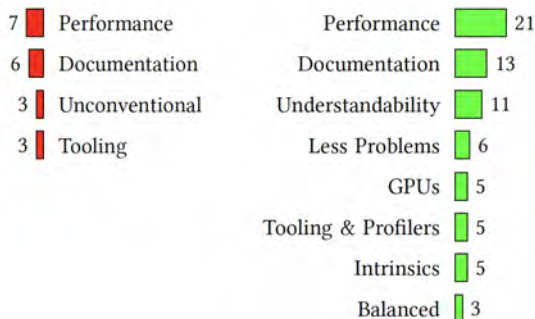 7 Performance
6 Documentation
3 Unconventional
3 Tooling
Performance 21
Documentation 13
Understandability 11
Less Problems 6
GPUs 5
Tooling & Profilers 5
Intrinsics 5
Balanced 3